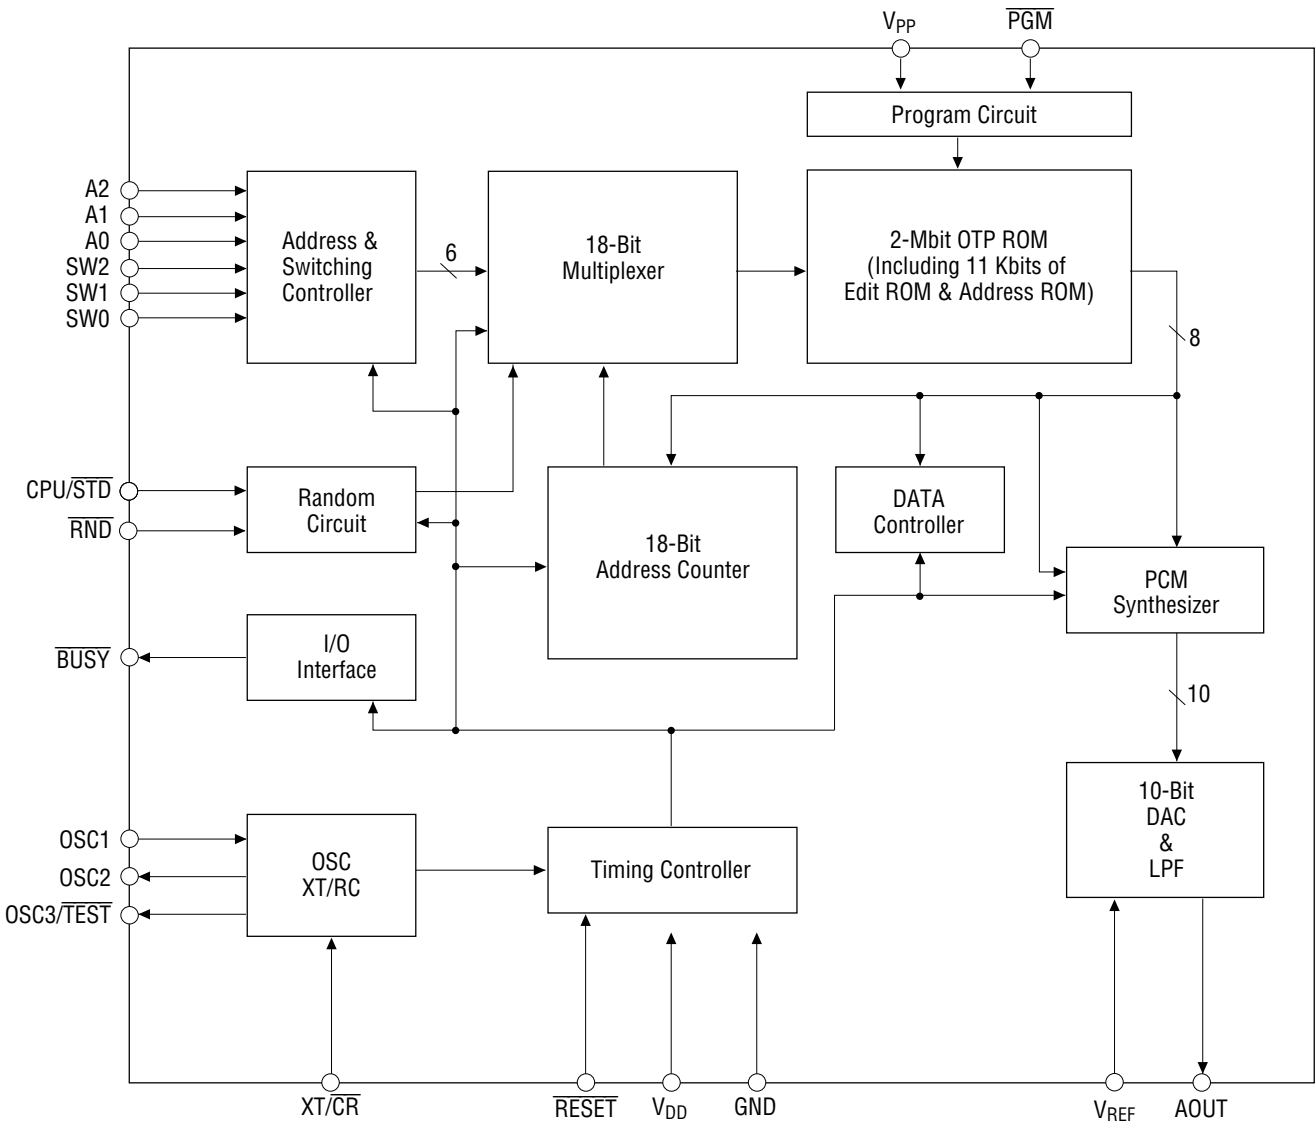 VPP
PGM
Program Circuit
A2
A1
A0
SW2
SW1
SW0
Address &
Switching
Controller
6
18-Bit
Multiplexer
2-Mbit OTP ROM
(Including 11 Kbits of
Edit ROM & Address ROM)
8
CPU/STD
RND
Random
Circuit
18-Bit
Address Counter
DATA
Controller
PCM
Synthesizer
BUSY
I/O
Interface
10
OSC1
OSC2
OSC3/TEST
OSC
XT/RC
Timing Controller
10-Bit
DAC
&
LPF
XT/CR
RESET
VDD
GND
VREF
AOUT